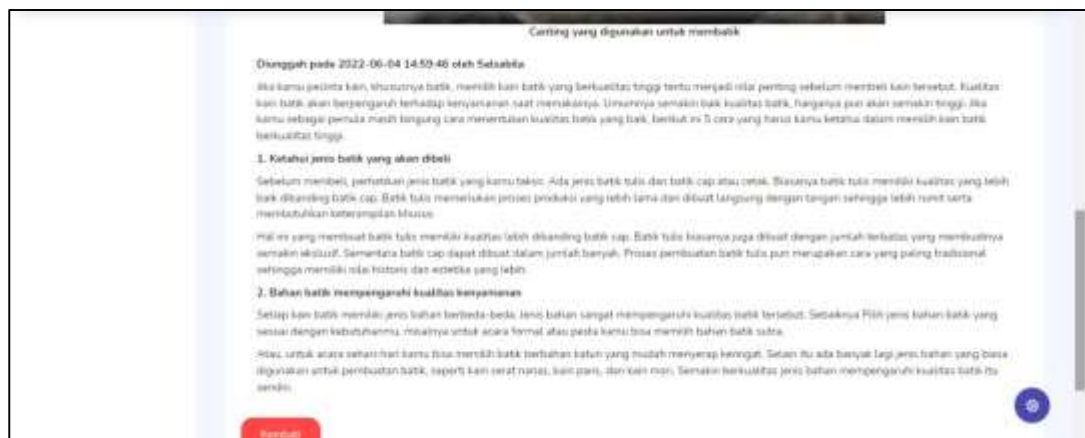 Canting yang digunakan untuk membatik
Diunggah pada 2022-06-04 14:59:46 oleh Salsabila
Jika kamu pecinta kain, khususnya batik, memilih kain batik yang berkualitas tinggi tentu menjadi nilai penting sebelum membeli kain tersebut. Kualitas
kain batik akan berpengaruh terhadap kenyamanan saat memakainya. Umumnya semakin baik kualitas batik, harganya pun akan semakin tinggi. Jika
kamu sebagai pemula masih bingung cara menentukan kualitas batik yang baik, berikut ini 5 cara yang harus kamu ketahui dalam memilih kain batik
berkualitas tinggi.
1. Ketahui jenis batik yang akan dibeli
Sebelum membeli, perhatikan jenis batik yang kamu taksir. Ada jenis batik tulis dan batik cap atau cetak. Biasanya batik tulis memiliki kualitas yang lebih
baik dibanding batik cap. Batik tulis memerlukan proses produksi yang lebih lama dan dibuat langsung dengan tangan sehingga lebih rumit serta
membutuhkan keterampilan khusus.
Hal ini yang membuat batik tulis memiliki kualitas lebih dibanding batik cap. Batik tulis biasanya juga dibuat dengan jumlah terbatas yang membuatnya
semakin ekslusif. Sementara batik cap dapat dibuat dalam jumlah banyak. Proses pembuatan batik tulis pun merupakan cara yang paling tradisional
sehingga memiliki nilai historis dan estetika yang lebih.
2. Bahan batik mempengaruhi kualitas kenyamanan
Setiap kain batik memiliki jenis bahan berbeda-beda. Jenis bahan sangat mempengaruhi kualitas batik tersebut. Sebaiknya Pilih jenis bahan batik yang
sesuai dengan kebutuhanmu, misalnya untuk acara formal atas pesta kamu bisa memilih bahan batik sutra.
Atau, untuk acara sehari-hari kamu bisa memilih batik berbahan katun yang mudah menyerap keringat. Selain itu ada banyak lagi jenis bahan yang biasa
digunakan untuk pembuatan batik, seperti kain serat nanas, kain paris, dan kain mori. Semakin berkualitas jenis bahan mempengaruhi kualitas batik itu
sendiri.
Kembali